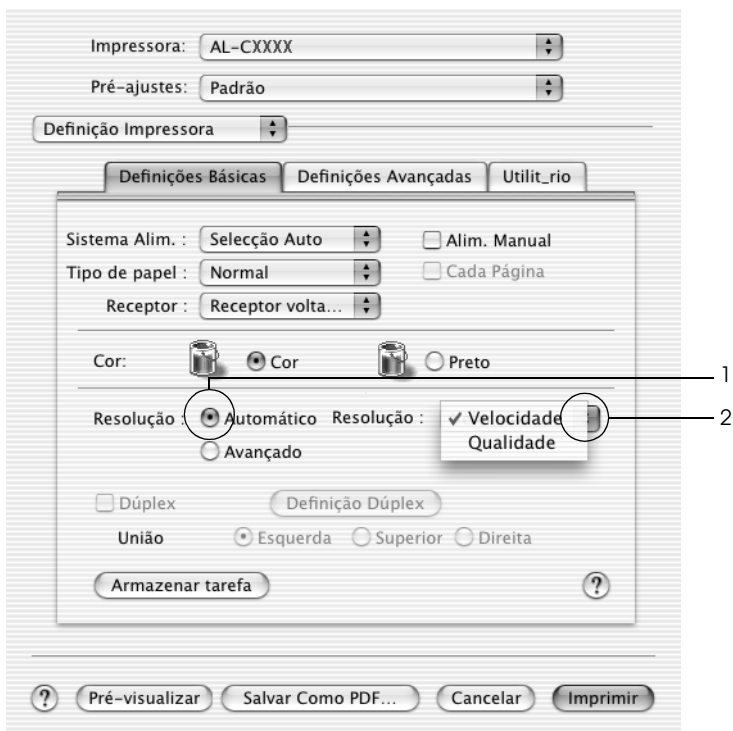 Impressora: AL-CXXXX
Pré-ajustes: Padrão
Definição Impressora
Definições Básicas Definições Avançadas Utilit_rio
Sistema Alim. : Selecção Auto Alim. Manual
Tipo de papel : Normal Cada Página
Receptor : Receptor volta...
Cor: Cor Preto
1
Resolução : Automático Resolução : ✓ Velocidade 2
Qualidade
Avançado
Dúplex Definição Dúplex
União Esquerda Superior Direita
Armazenar tarefa ?
? Pré-visualizar Salvar Como PDF... Cancelar Imprimir